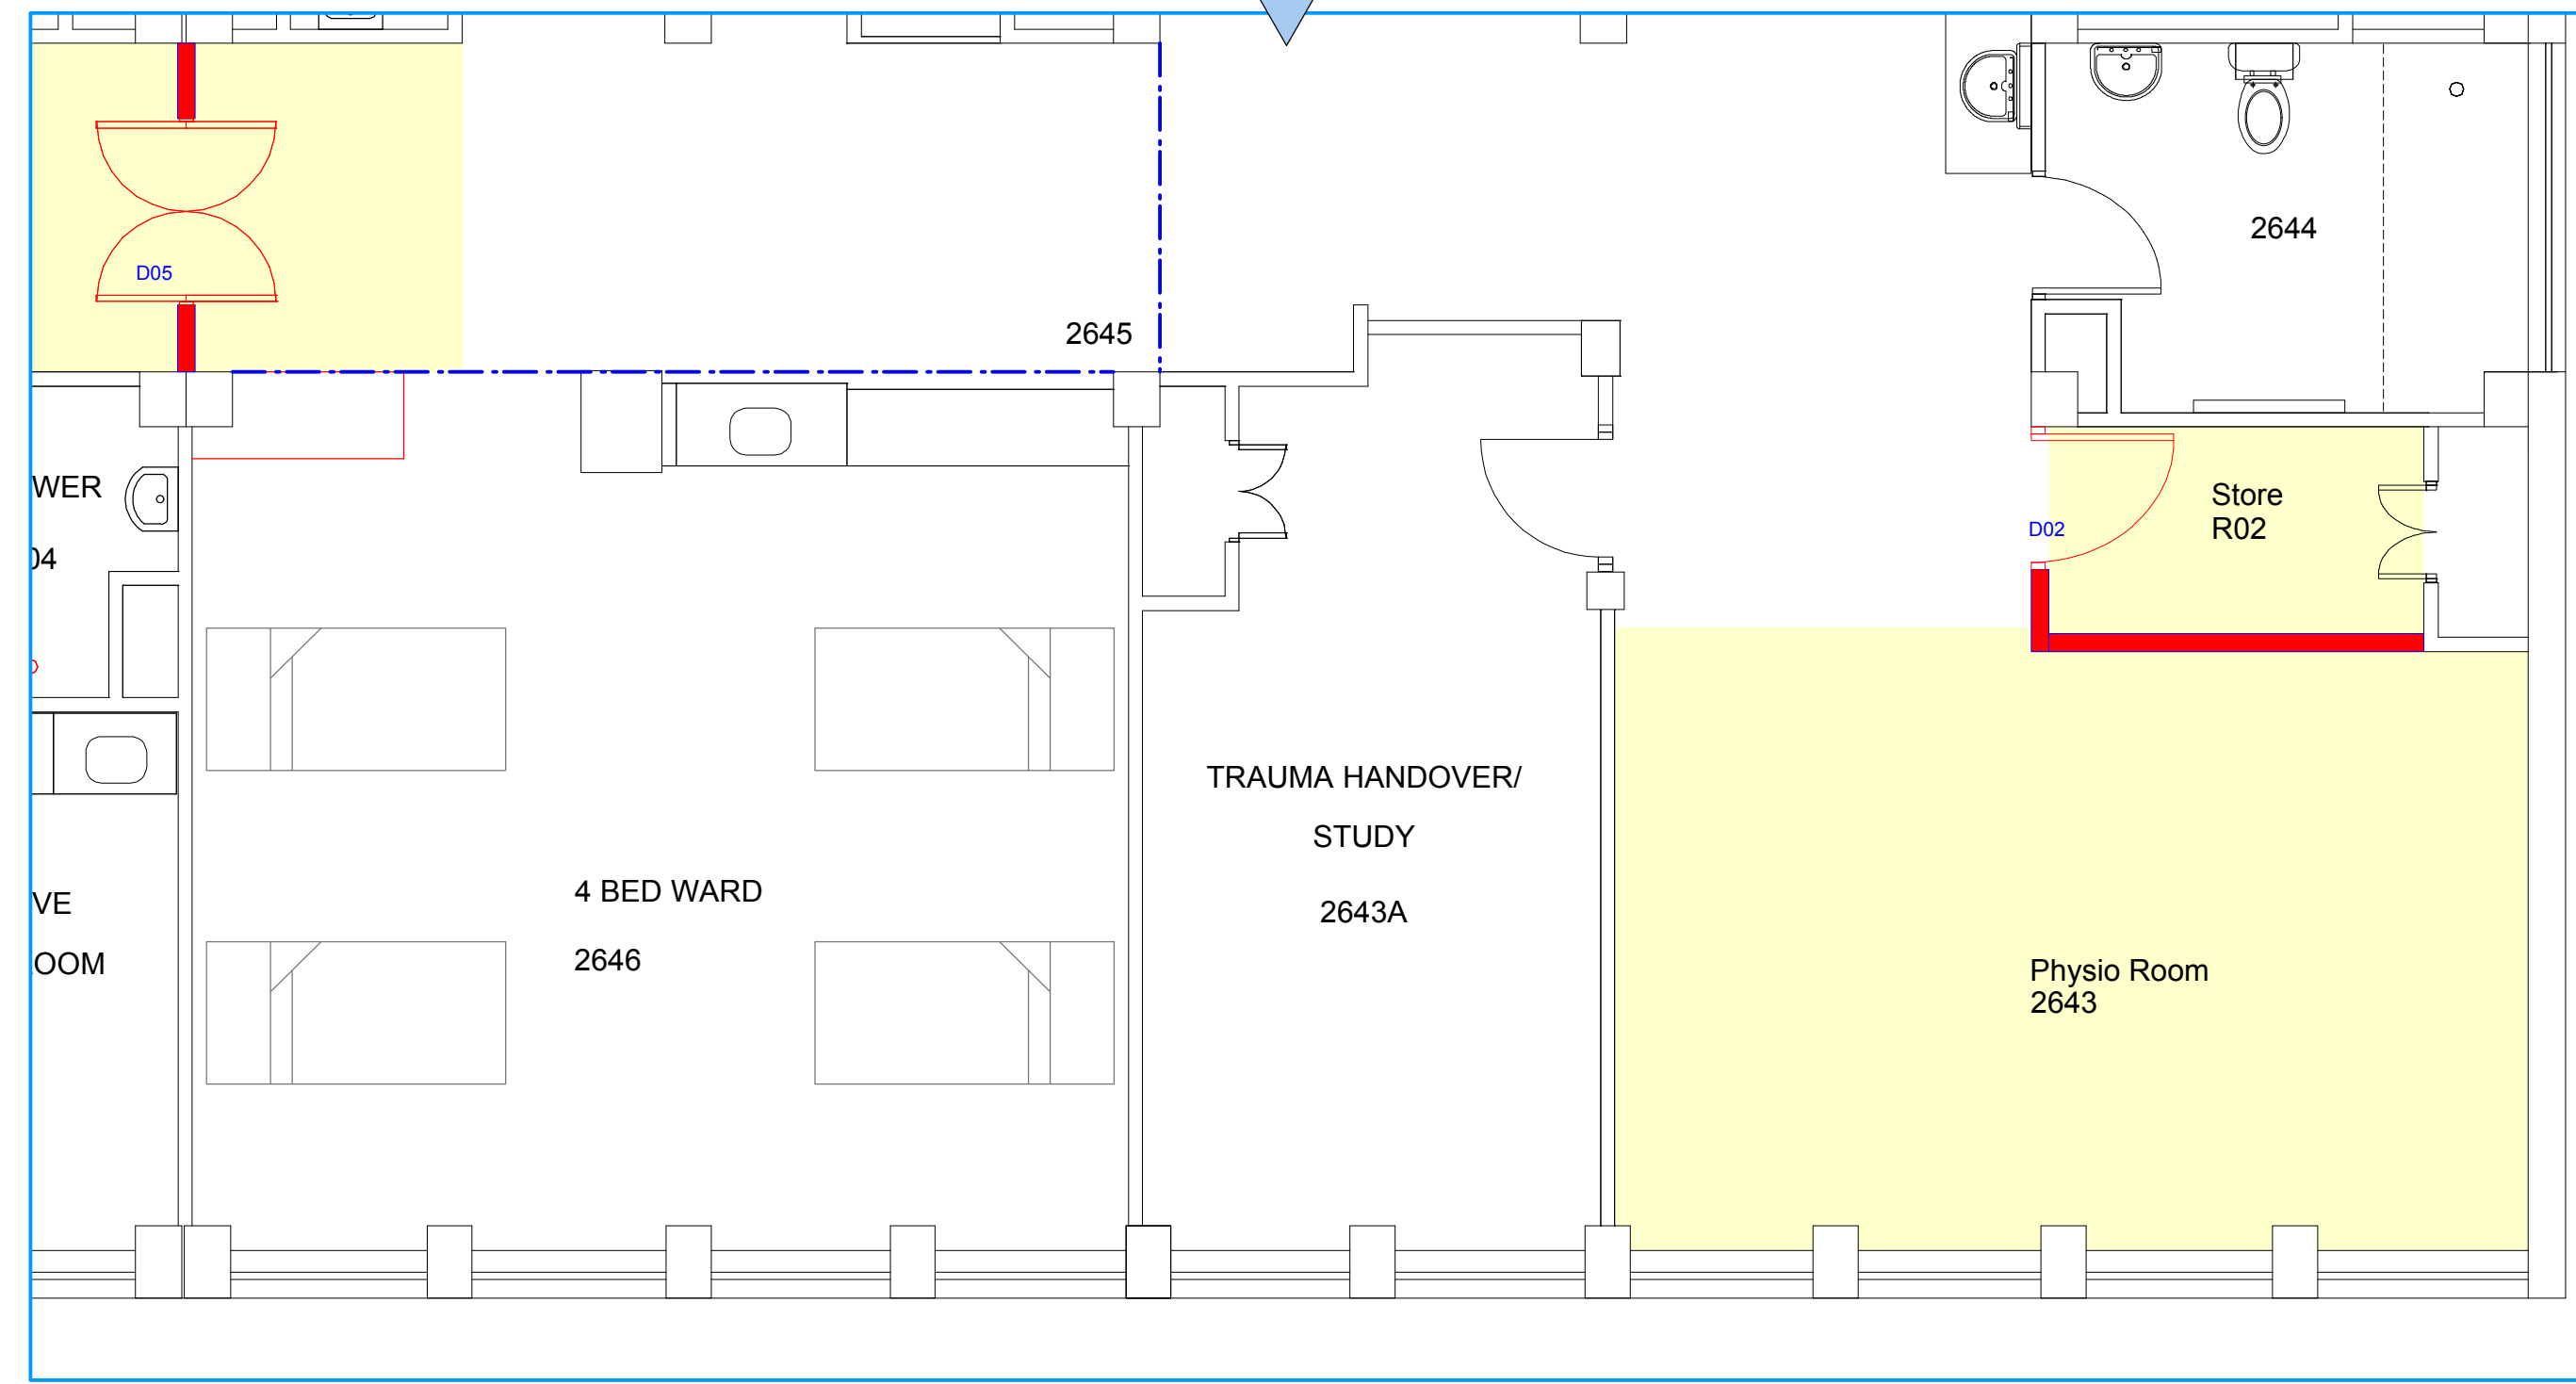 D05
2645
2644
WER
04
D02
Store
R02
TRAUMA HANDOVER/
STUDY
2643A
4 BED WARD
2646
VE
OOM
Physio Room
2643